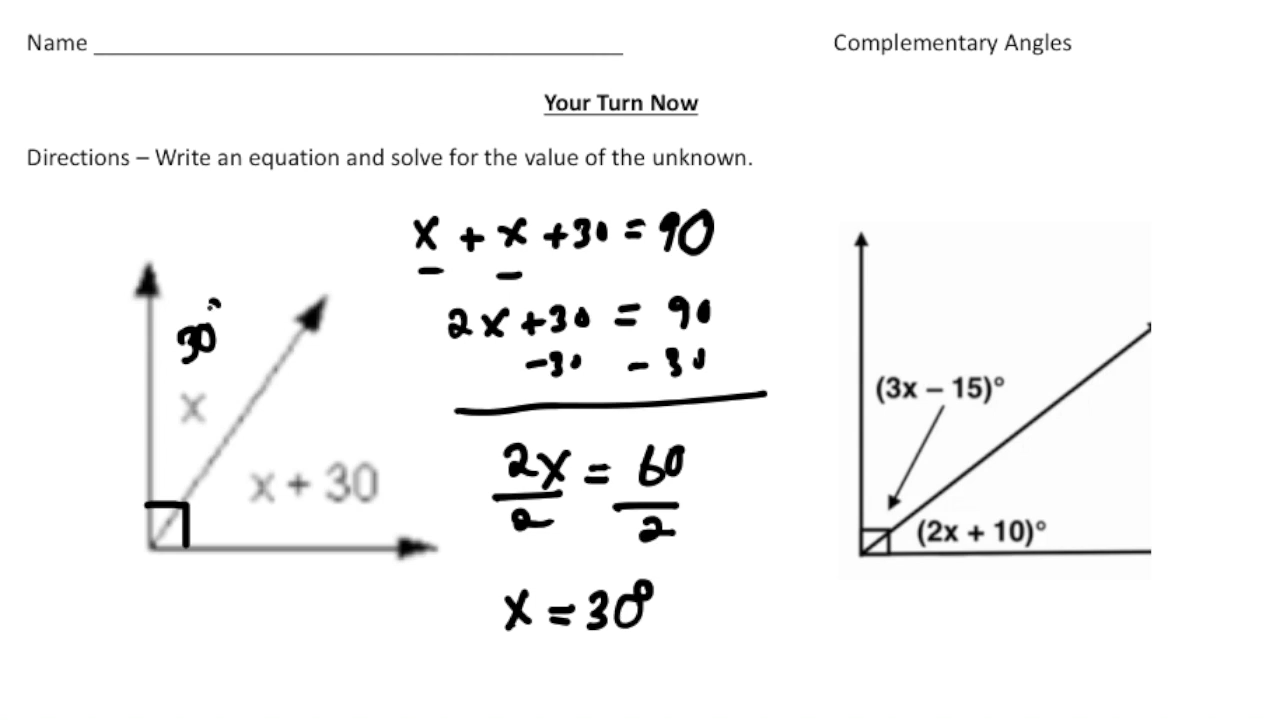 Name ______________________________ Complementary Angles
Your Turn Now
Directions – Write an equation and solve for the value of the unknown.
30°
x
x + 30
x + x + 30 = 90
2x + 30 = 90
-30 - 30
2x = 60
2 2
x = 30°
(3x – 15)°
(2x + 10)°